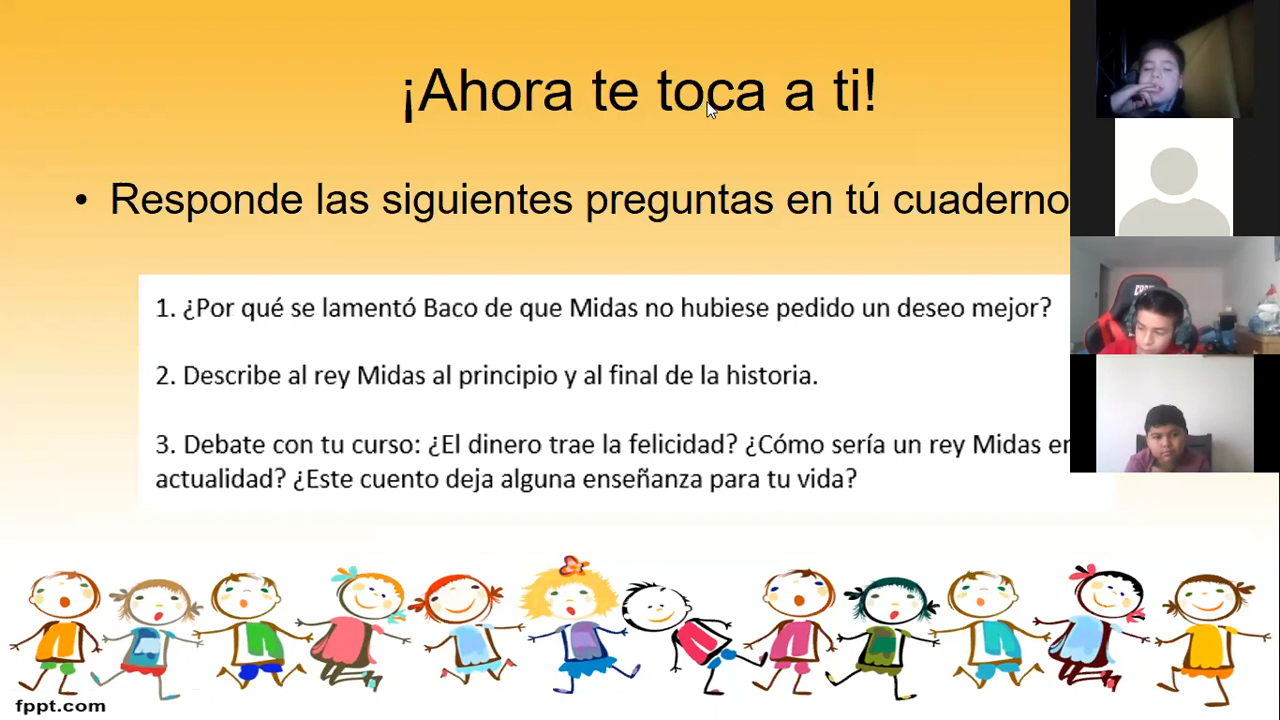 ¡Ahora te toca a ti!
• Responde las siguientes preguntas en tú cuaderno
1. ¿Por qué se lamentó Baco de que Midas no hubiese pedido un deseo mejor?
2. Describe al rey Midas al principio y al final de la historia.
3. Debate con tu curso: ¿El dinero trae la felicidad? ¿Cómo sería un rey Midas en
actualidad? ¿Este cuento deja alguna enseñanza para tu vida?
fppt.com